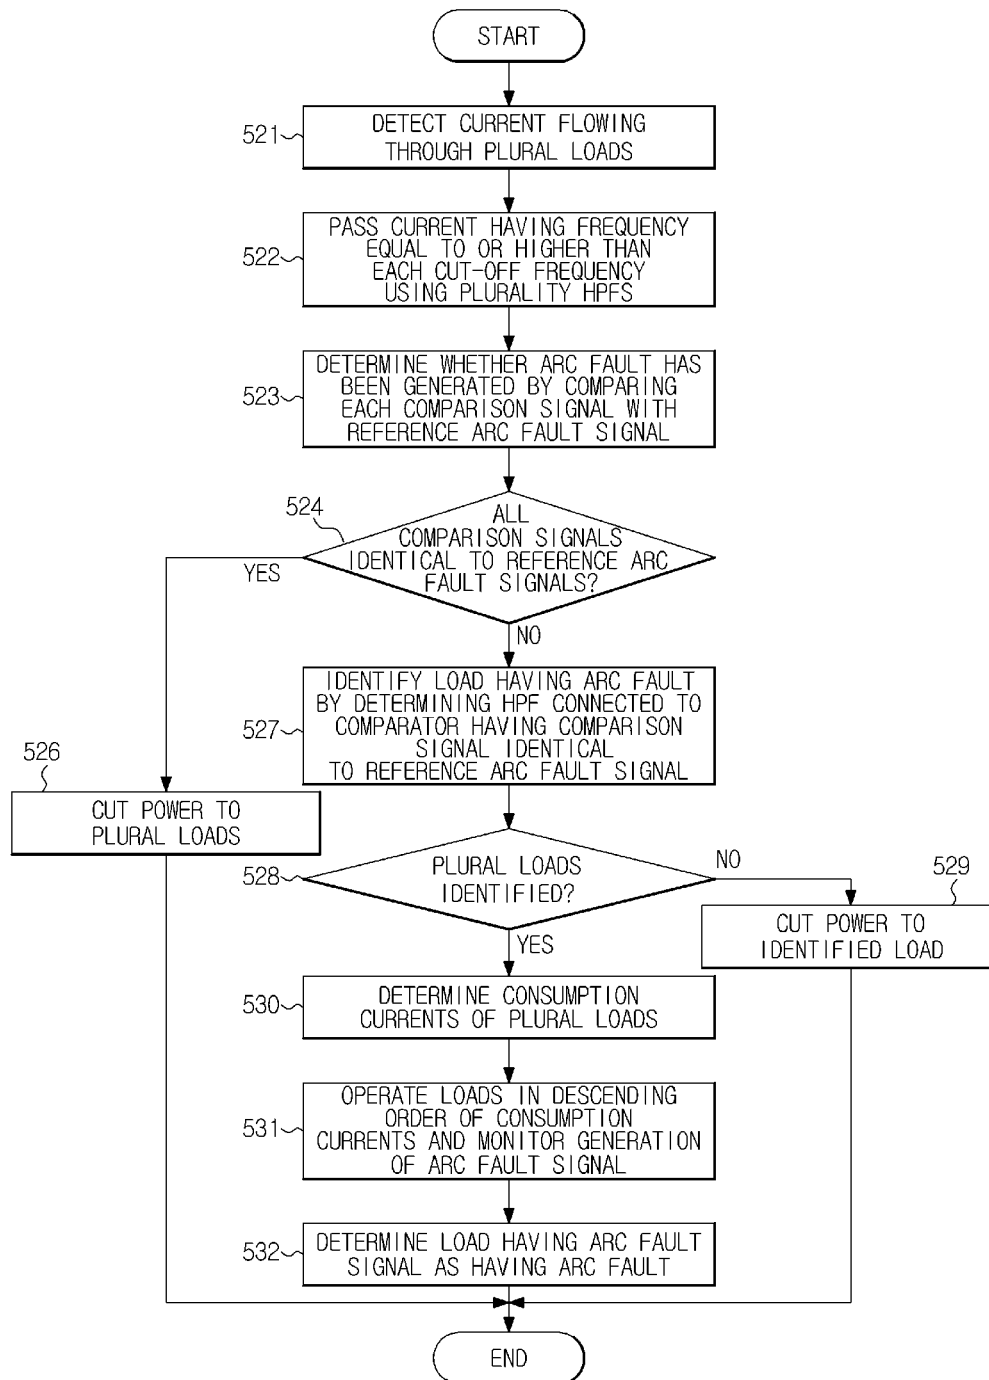 START
521
DETECT CURRENT FLOWING
THROUGH PLURAL LOADS
522
PASS CURRENT HAVING FREQUENCY
EQUAL TO OR HIGHER THAN
EACH CUT-OFF FREQUENCY
USING PLURALITY HPFS
523
DETERMINE WHETHER ARC FAULT HAS
BEEN GENERATED BY COMPARING
EACH COMPARISON SIGNAL WITH
REFERENCE ARC FAULT SIGNAL
524
ALL
COMPARISON SIGNALS
IDENTICAL TO REFERENCE ARC
FAULT SIGNALS?
YES
NO
527
IDENTIFY LOAD HAVING ARC FAULT
BY DETERMINING HPF CONNECTED TO
COMPARATOR HAVING COMPARISON
SIGNAL IDENTICAL
TO REFERENCE ARC FAULT SIGNAL
526
CUT POWER TO
PLURAL LOADS
528
PLURAL LOADS
IDENTIFIED?
NO
YES
529
CUT POWER TO
IDENTIFIED LOAD
530
DETERMINE CONSUMPTION
CURRENTS OF PLURAL LOADS
531
OPERATE LOADS IN DESCENDING
ORDER OF CONSUMPTION
CURRENTS AND MONITOR GENERATION
OF ARC FAULT SIGNAL
532
DETERMINE LOAD HAVING ARC FAULT
SIGNAL AS HAVING ARC FAULT
END